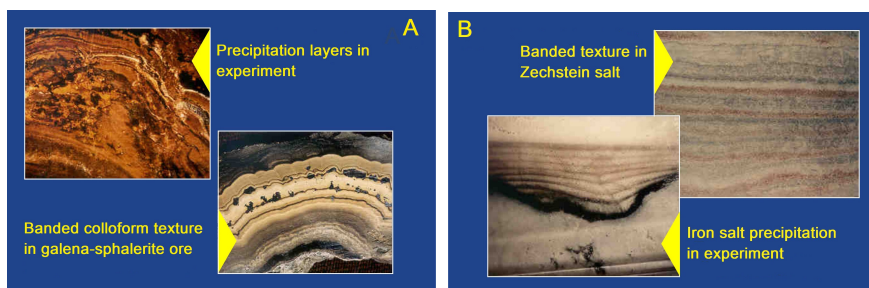 A
Precipitation layers in
experiment
Banded colloform texture
in galena-sphalerite ore
B
Banded texture in
Zechstein salt
Iron salt precipitation
in experiment